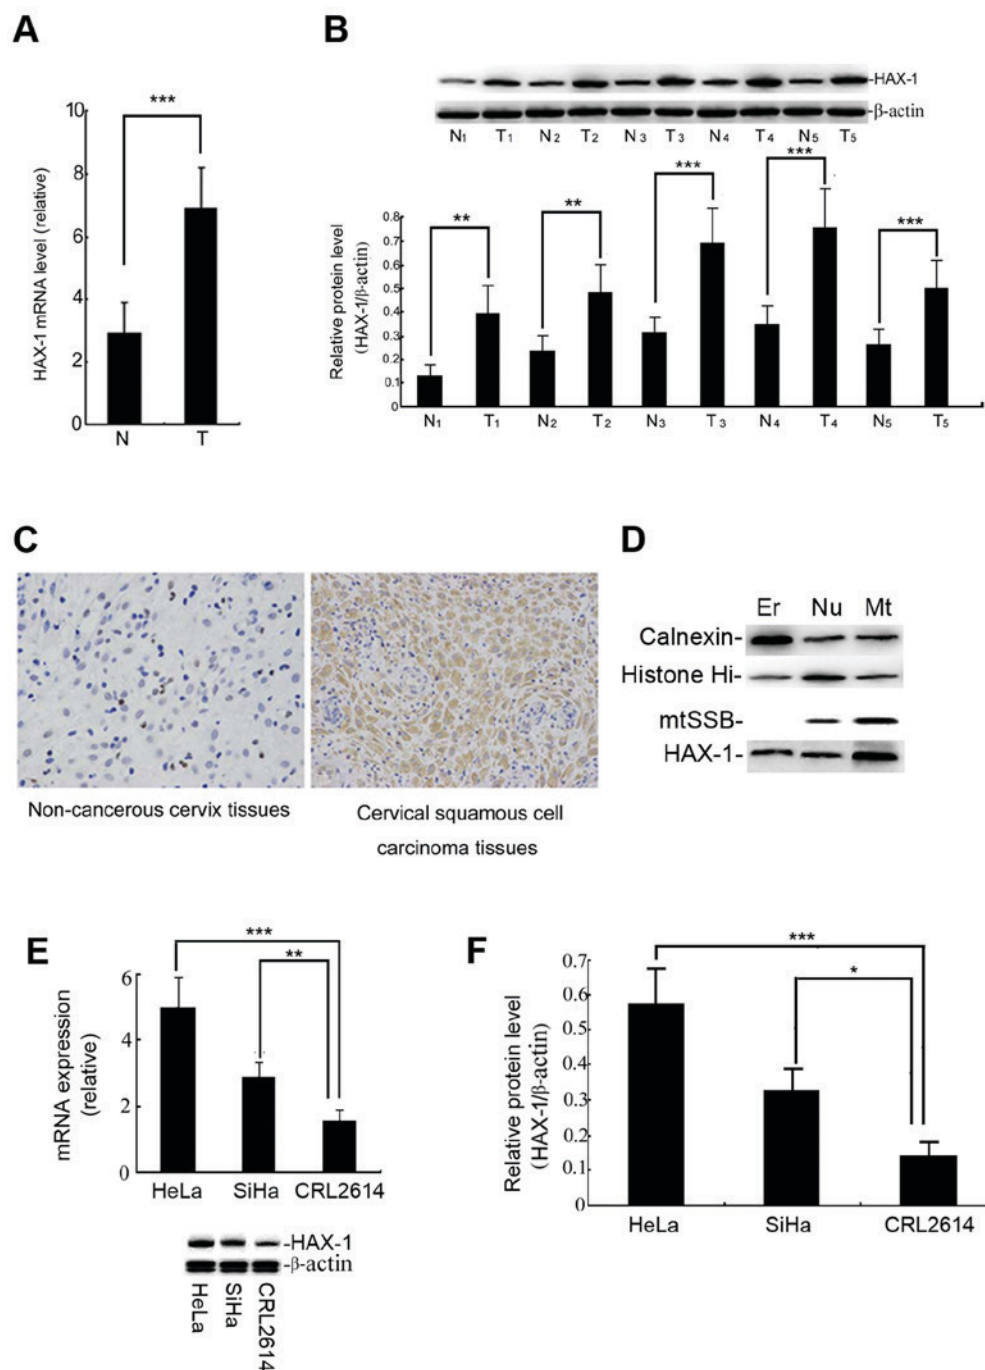 A
***
HAX-1 mRNA level (relative)
10
8
6
4
2
0
N
T
B
-HAX-1
-β-actin
N1 T1 N2 T2 N3 T3 N4 T4 N5 T5
** ** *** *** ***
Relative protein level
(HAX-1/β-actin)
0.8
0.7
0.6
0.5
0.4
0.3
0.2
0.1
0
N1 T1 N2 T2 N3 T3 N4 T4 N5 T5
C
Non-cancerous cervix tissues
Cervical squamous cell
carcinoma tissues
D
Er Nu Mt
Calnexin-
Histone Hi-
mtSSB-
HAX-1-
E
***
**
mRNA expression
(relative)
6
4
2
0
HeLa SiHa CRL2614
-HAX-1
-β-actin
HeLa
SiHa
CRL2614
F
***
*
Relative protein level
(HAX-1/β-actin)
0.7
0.6
0.5
0.4
0.3
0.2
0.1
0
HeLa SiHa CRL2614